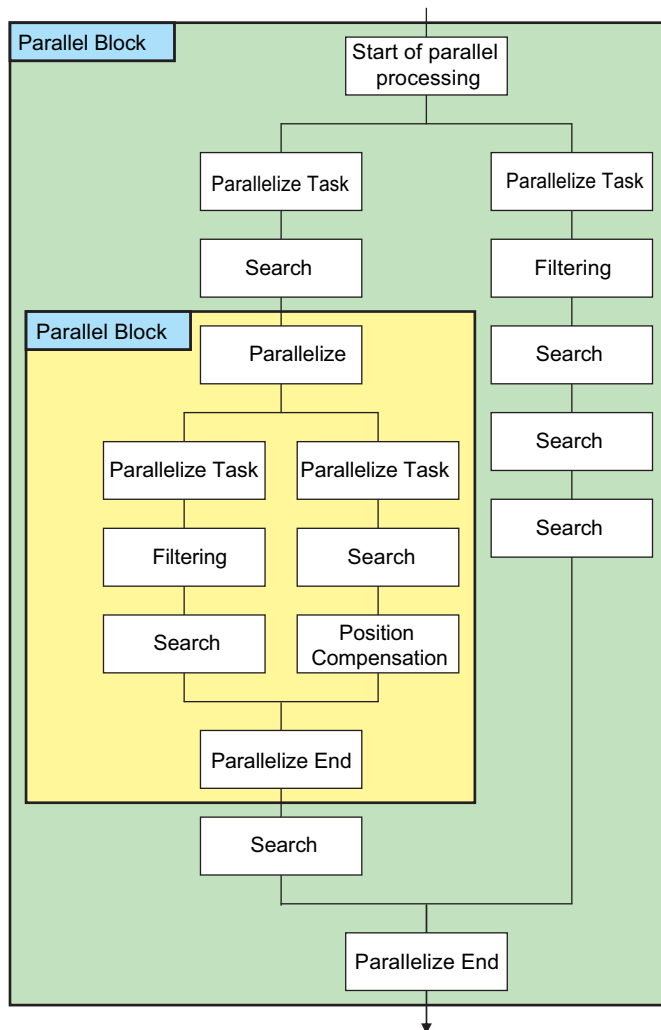 Parallel Block
Start of parallel
processing
Parallelize Task
Parallelize Task
Search
Filtering
Parallel Block
Parallelize
Search
Parallelize Task
Parallelize Task
Search
Filtering
Search
Search
Search
Position
Compensation
Parallelize End
Search
Parallelize End